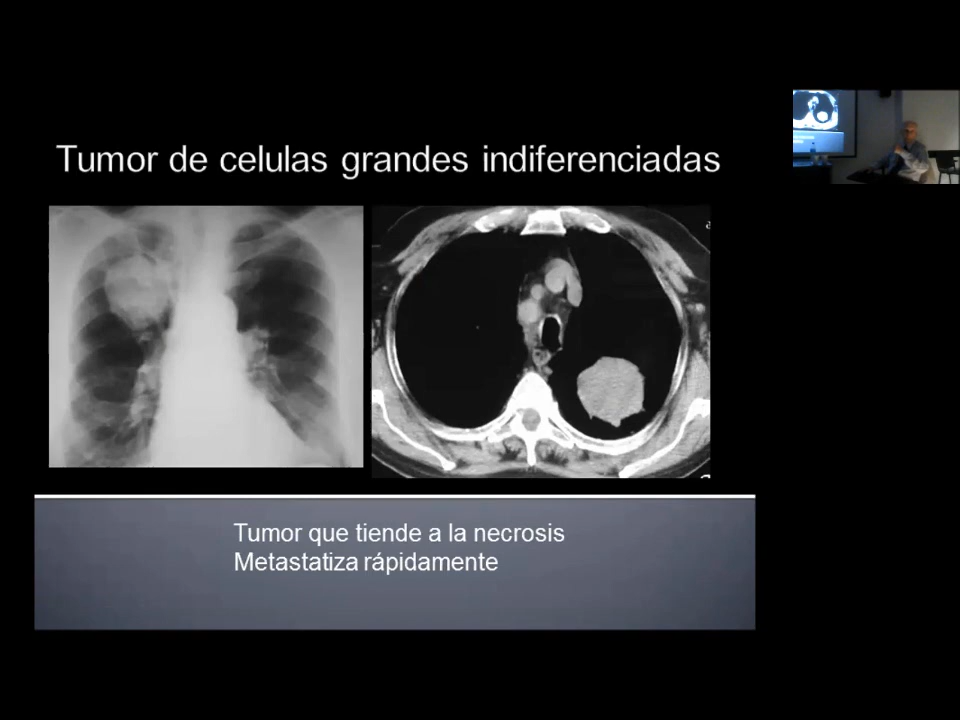 Tumor de celulas grandes indiferenciadas
Tumor que tiende a la necrosis
Metastatiza rápidamente